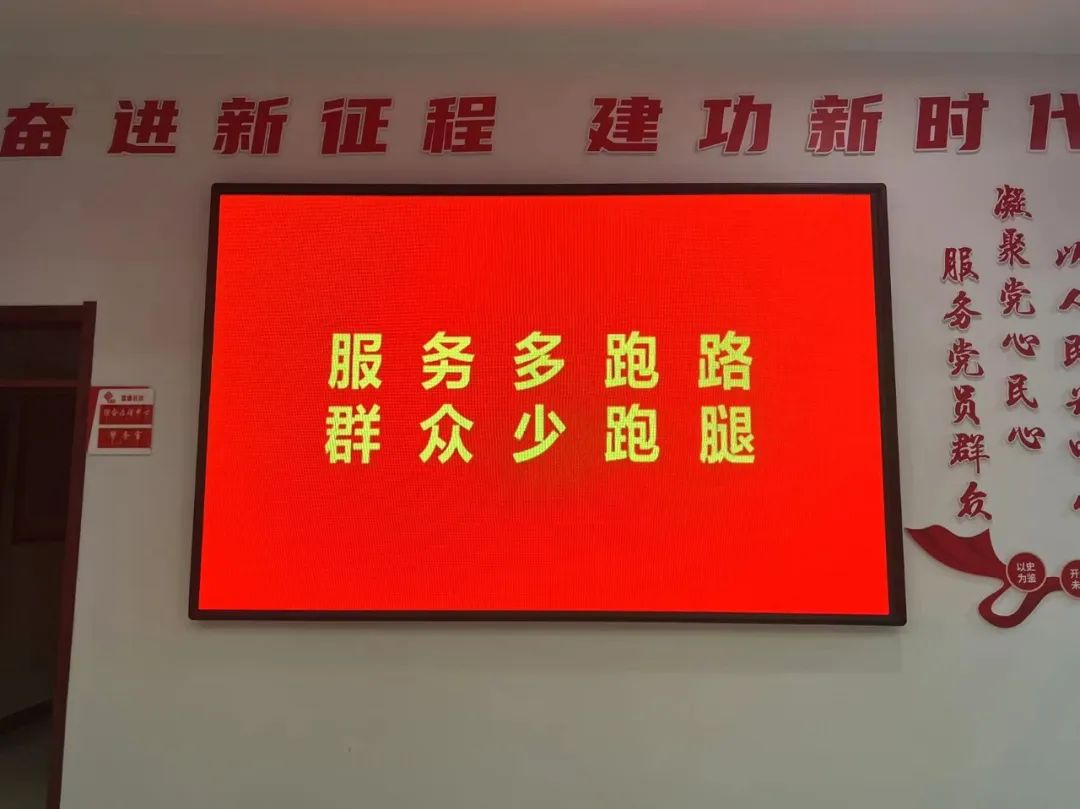 奋进新征程 建功新时代
服务多跑路
群众少跑腿
凝聚党心民心
服务党员群众
以史
为鉴